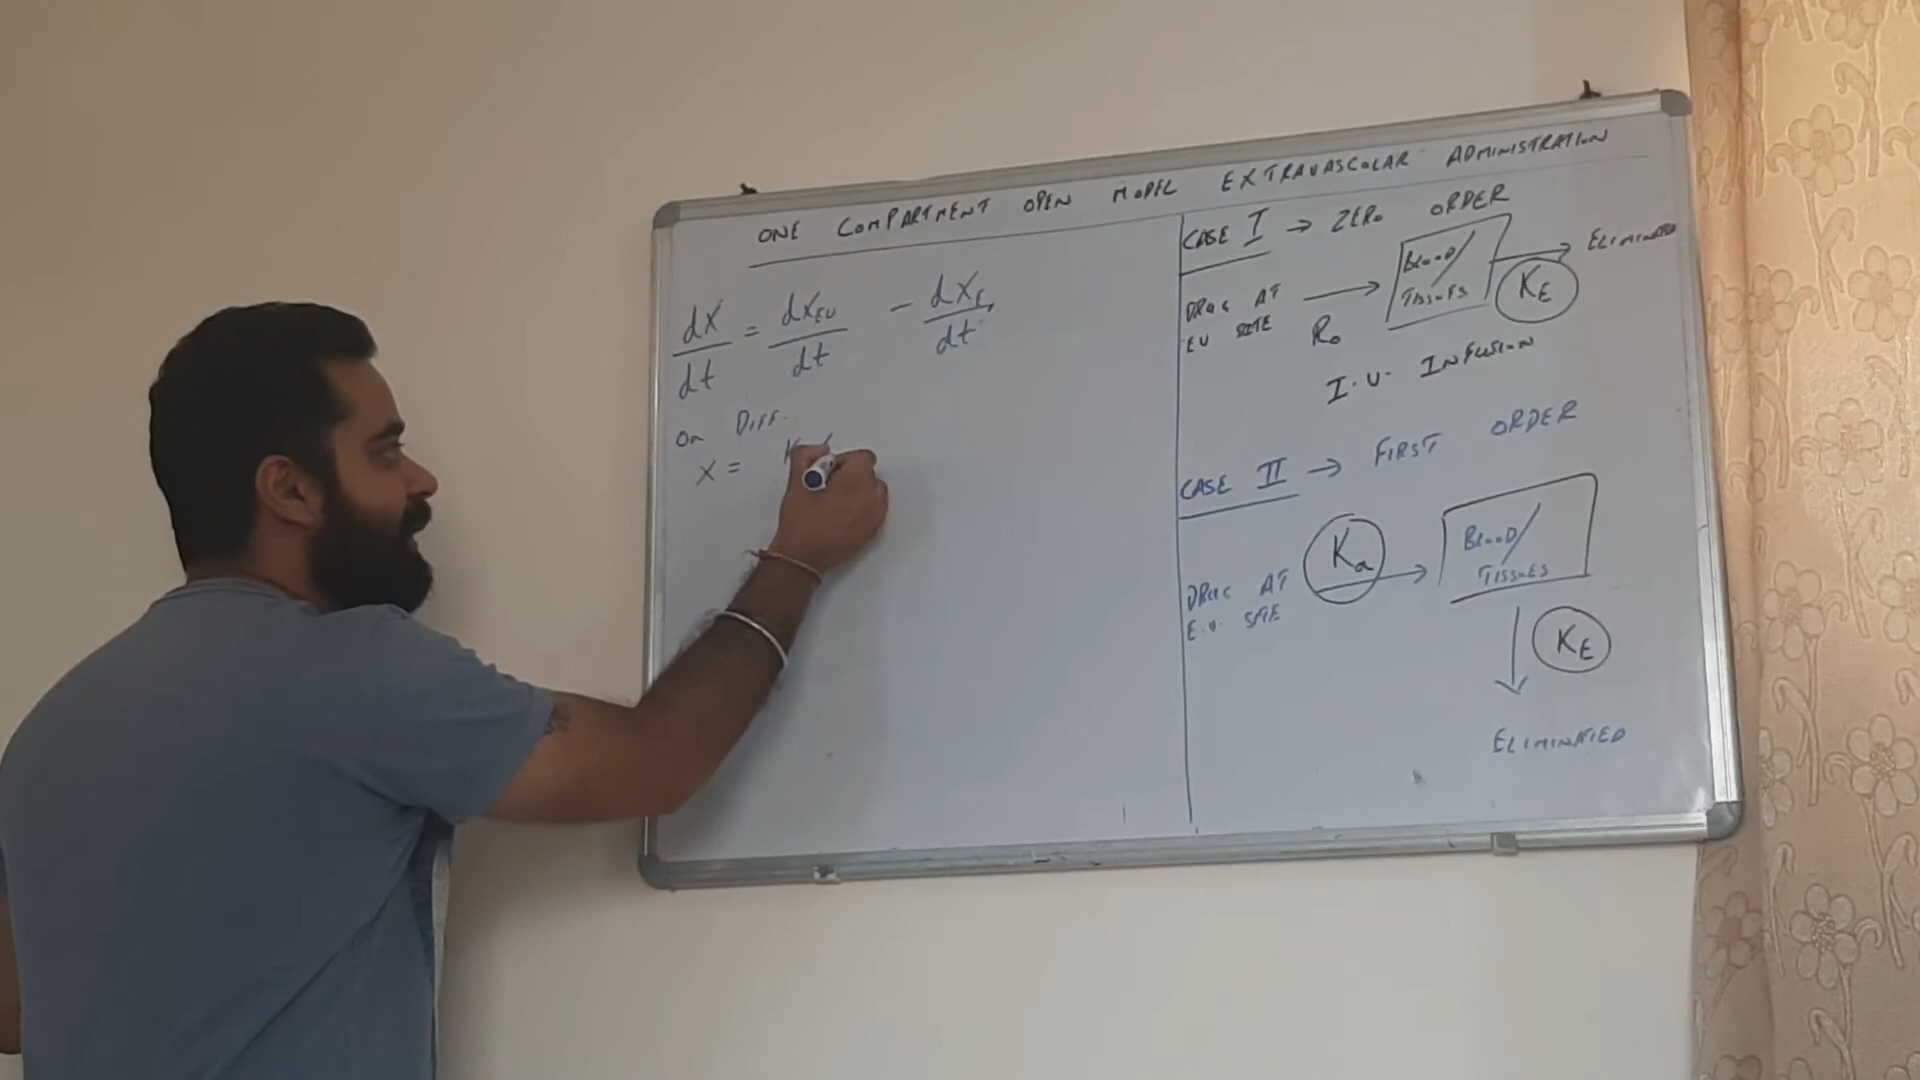 ONE COMPARTMENT OPEN MODEL EXTRAVASCULAR ADMINISTRATION
dX/dt = dXEV/dt - dXE/dt
On DIFF.
X = K
CASE I → ZERO ORDER
DRUG AT EV SITE → R0
BLOOD/ TISSUES → ELIMINATED
KE
I.V. INFUSION
CASE II → FIRST ORDER
DRUG AT E.V. SITE
Ka →
BLOOD/ TISSUES
KE
ELIMINATED